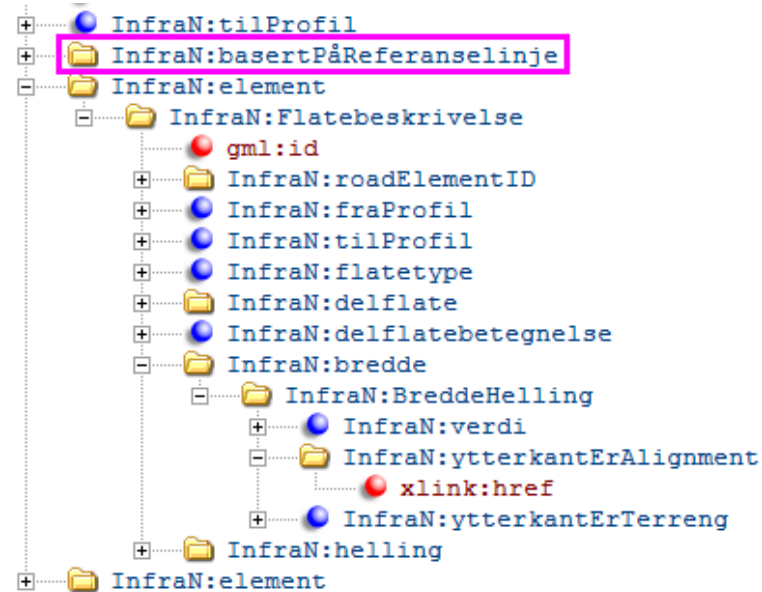 InfraN:tilProfil
InfraN:basertPåReferanselinje
InfraN:element
InfraN:Flatebeskrivelse
gml:id
InfraN:roadElementID
InfraN:fraProfil
InfraN:tilProfil
InfraN:flatetype
InfraN:delflate
InfraN:delflatebetegnelse
InfraN:bredde
InfraN:BreddeHelling
InfraN:verdi
InfraN:ytterkantErAlignment
xlink:href
InfraN:ytterkantErTerreng
InfraN:helling
InfraN:element